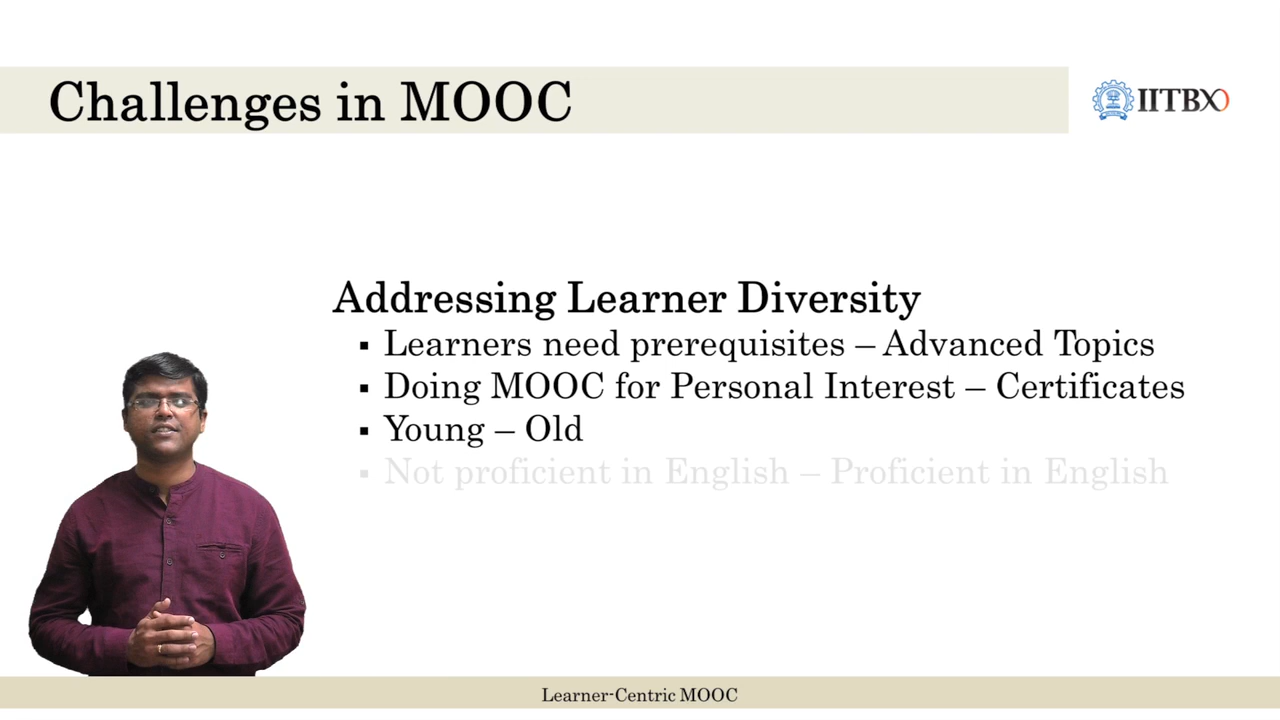 Challenges in MOOC
IITBX
Addressing Learner Diversity
▪ Learners need prerequisites – Advanced Topics
▪ Doing MOOC for Personal Interest – Certificates
▪ Young – Old
▪ Not proficient in English – Proficient in English
Learner-Centric MOOC